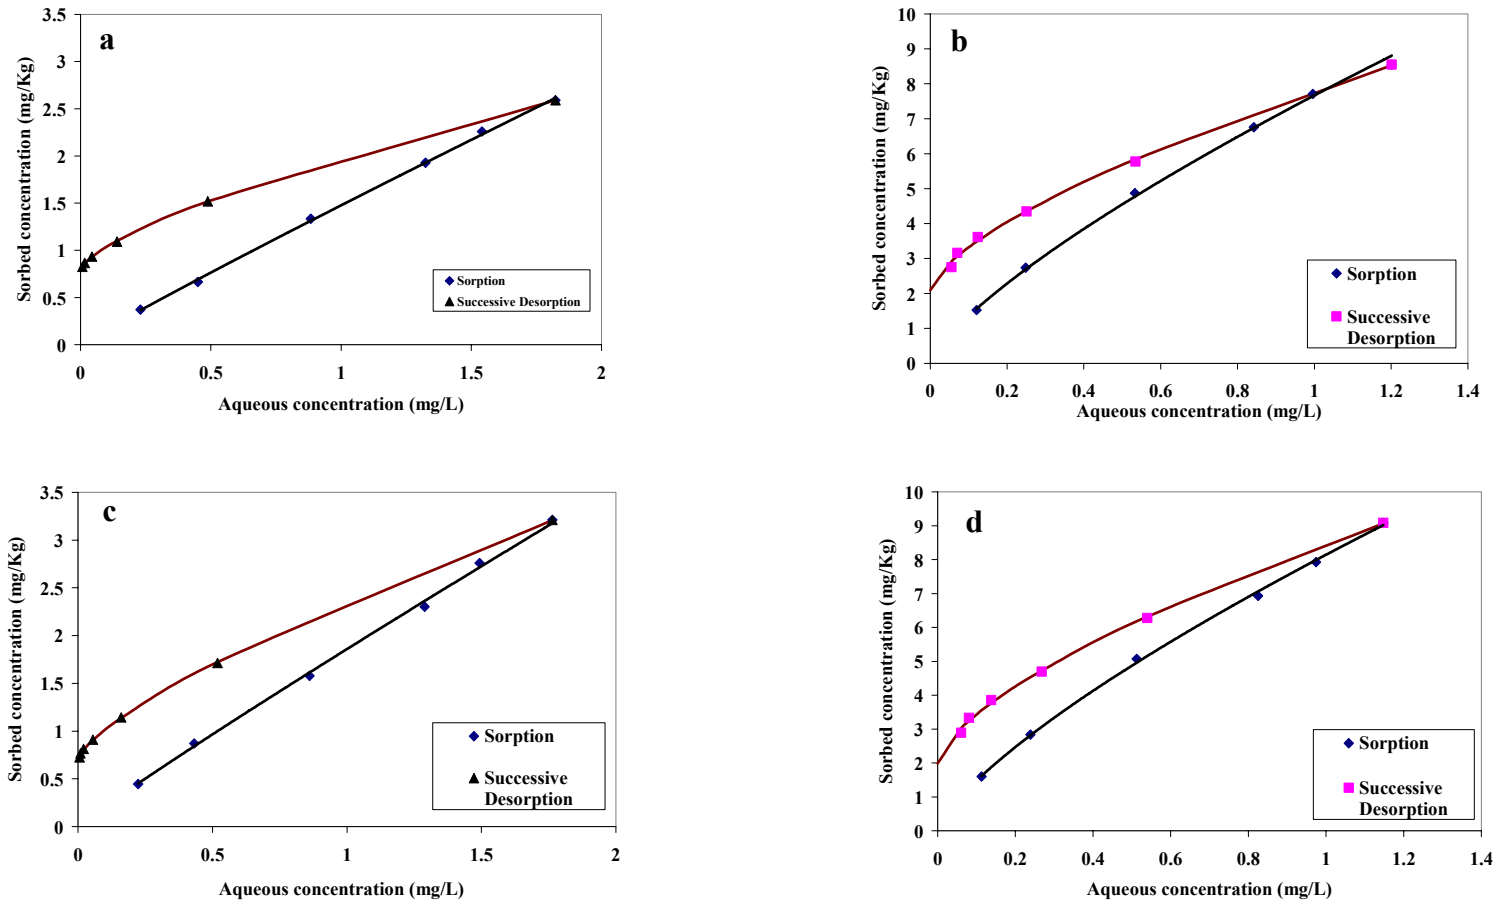 a
Sorbed concentration (mg/Kg)
3.5
3
2.5
2
1.5
1
0.5
0
0
0.5
1
1.5
2
Aqueous concentration (mg/L)
Sorption
Successive Desorption
b
Sorbed concentration (mg/Kg)
10
9
8
7
6
5
4
3
2
1
0
0
0.2
0.4
0.6
0.8
1
1.2
1.4
Aqueous concentration (mg/L)
Sorption
Successive
Desorption
c
Sorbed concentration (mg/Kg)
3.5
3
2.5
2
1.5
1
0.5
0
0
0.5
1
1.5
2
Aqueous concentration (mg/L)
Sorption
Successive
Desorption
d
Sorbed concentration (mg/Kg)
10
9
8
7
6
5
4
3
2
1
0
0
0.2
0.4
0.6
0.8
1
1.2
1.4
Aqueous concentration (mg/L)
Sorption
Successive
Desorption